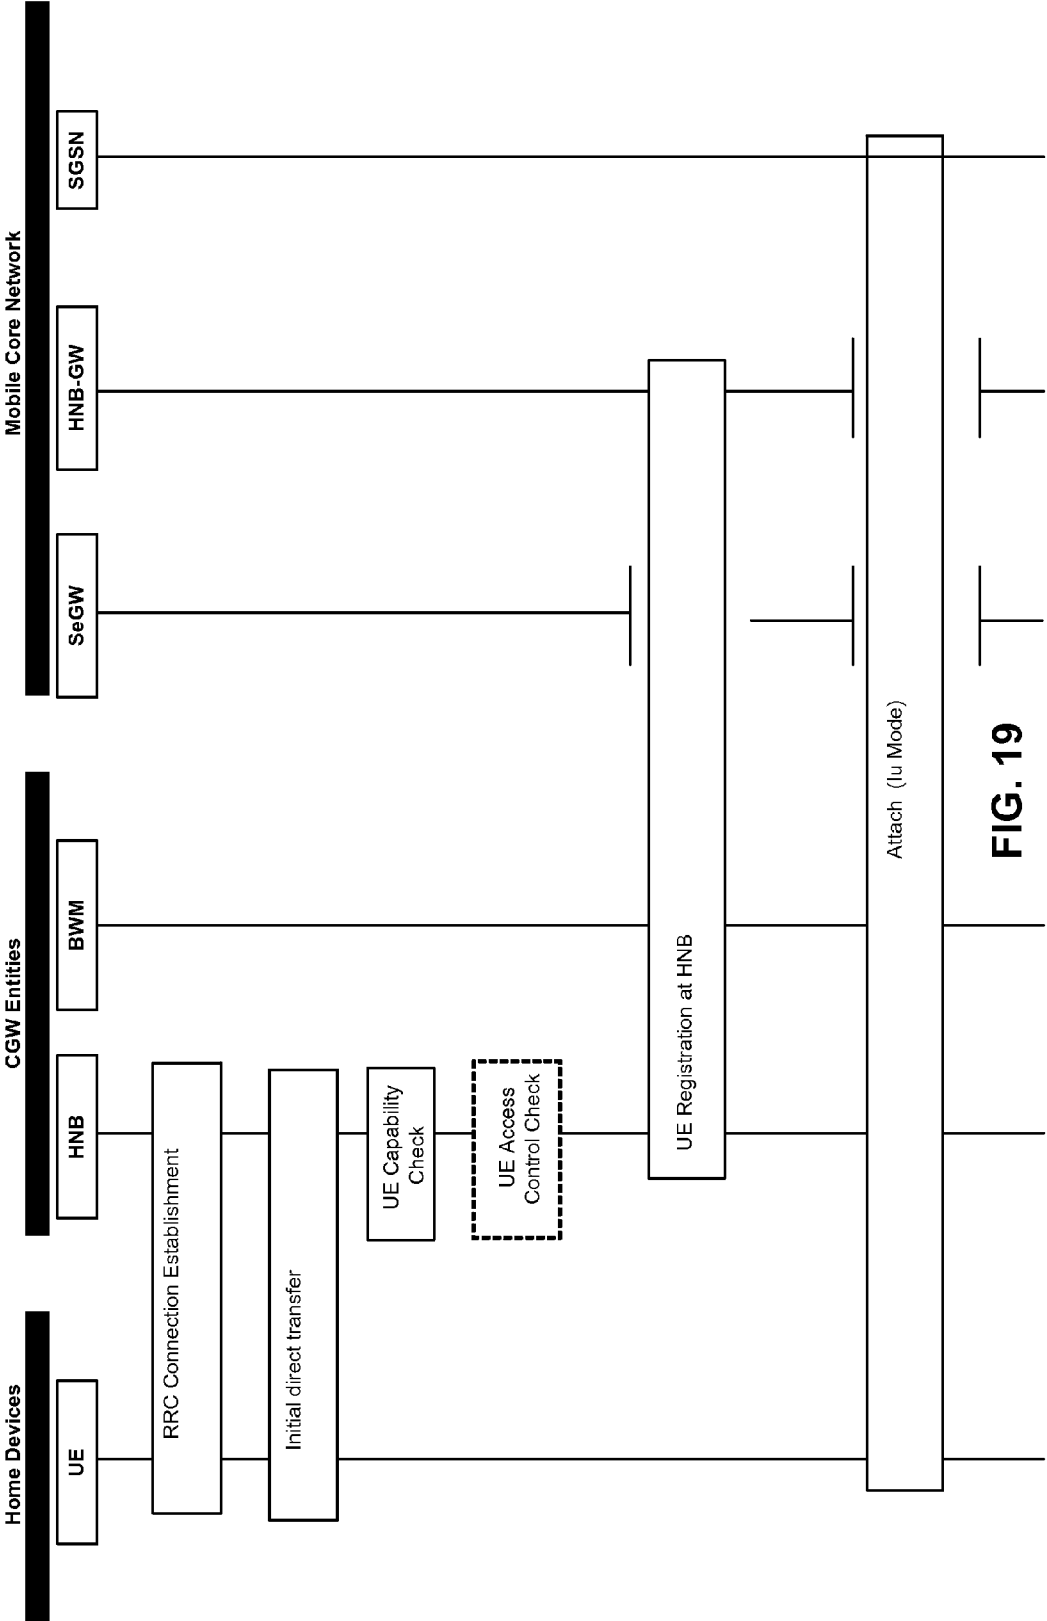 Home Devices
CGW Entities
Mobile Core Network
UE
HNB
BWM
SeGW
HNB-GW
SGSN
RRC Connection Establishment
Initial direct transfer
UE Capability
Check
UE Access
Control Check
UE Registration at HNB
Attach (Iu Mode)
FIG. 19